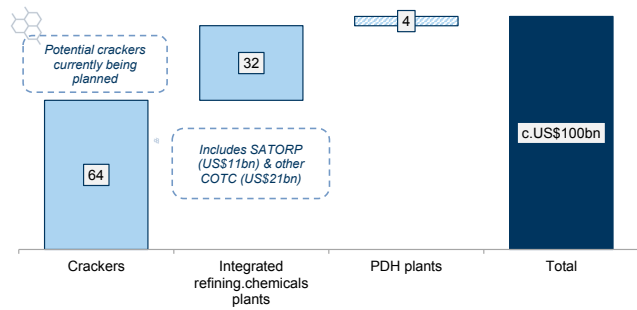 Potential crackers
currently being
planned
64
32
4
c.US$100bn
Includes SATORP
(US$11bn) & other
COTC (US$21bn)
Crackers
Integrated
refining.chemicals
plants
PDH plants
Total